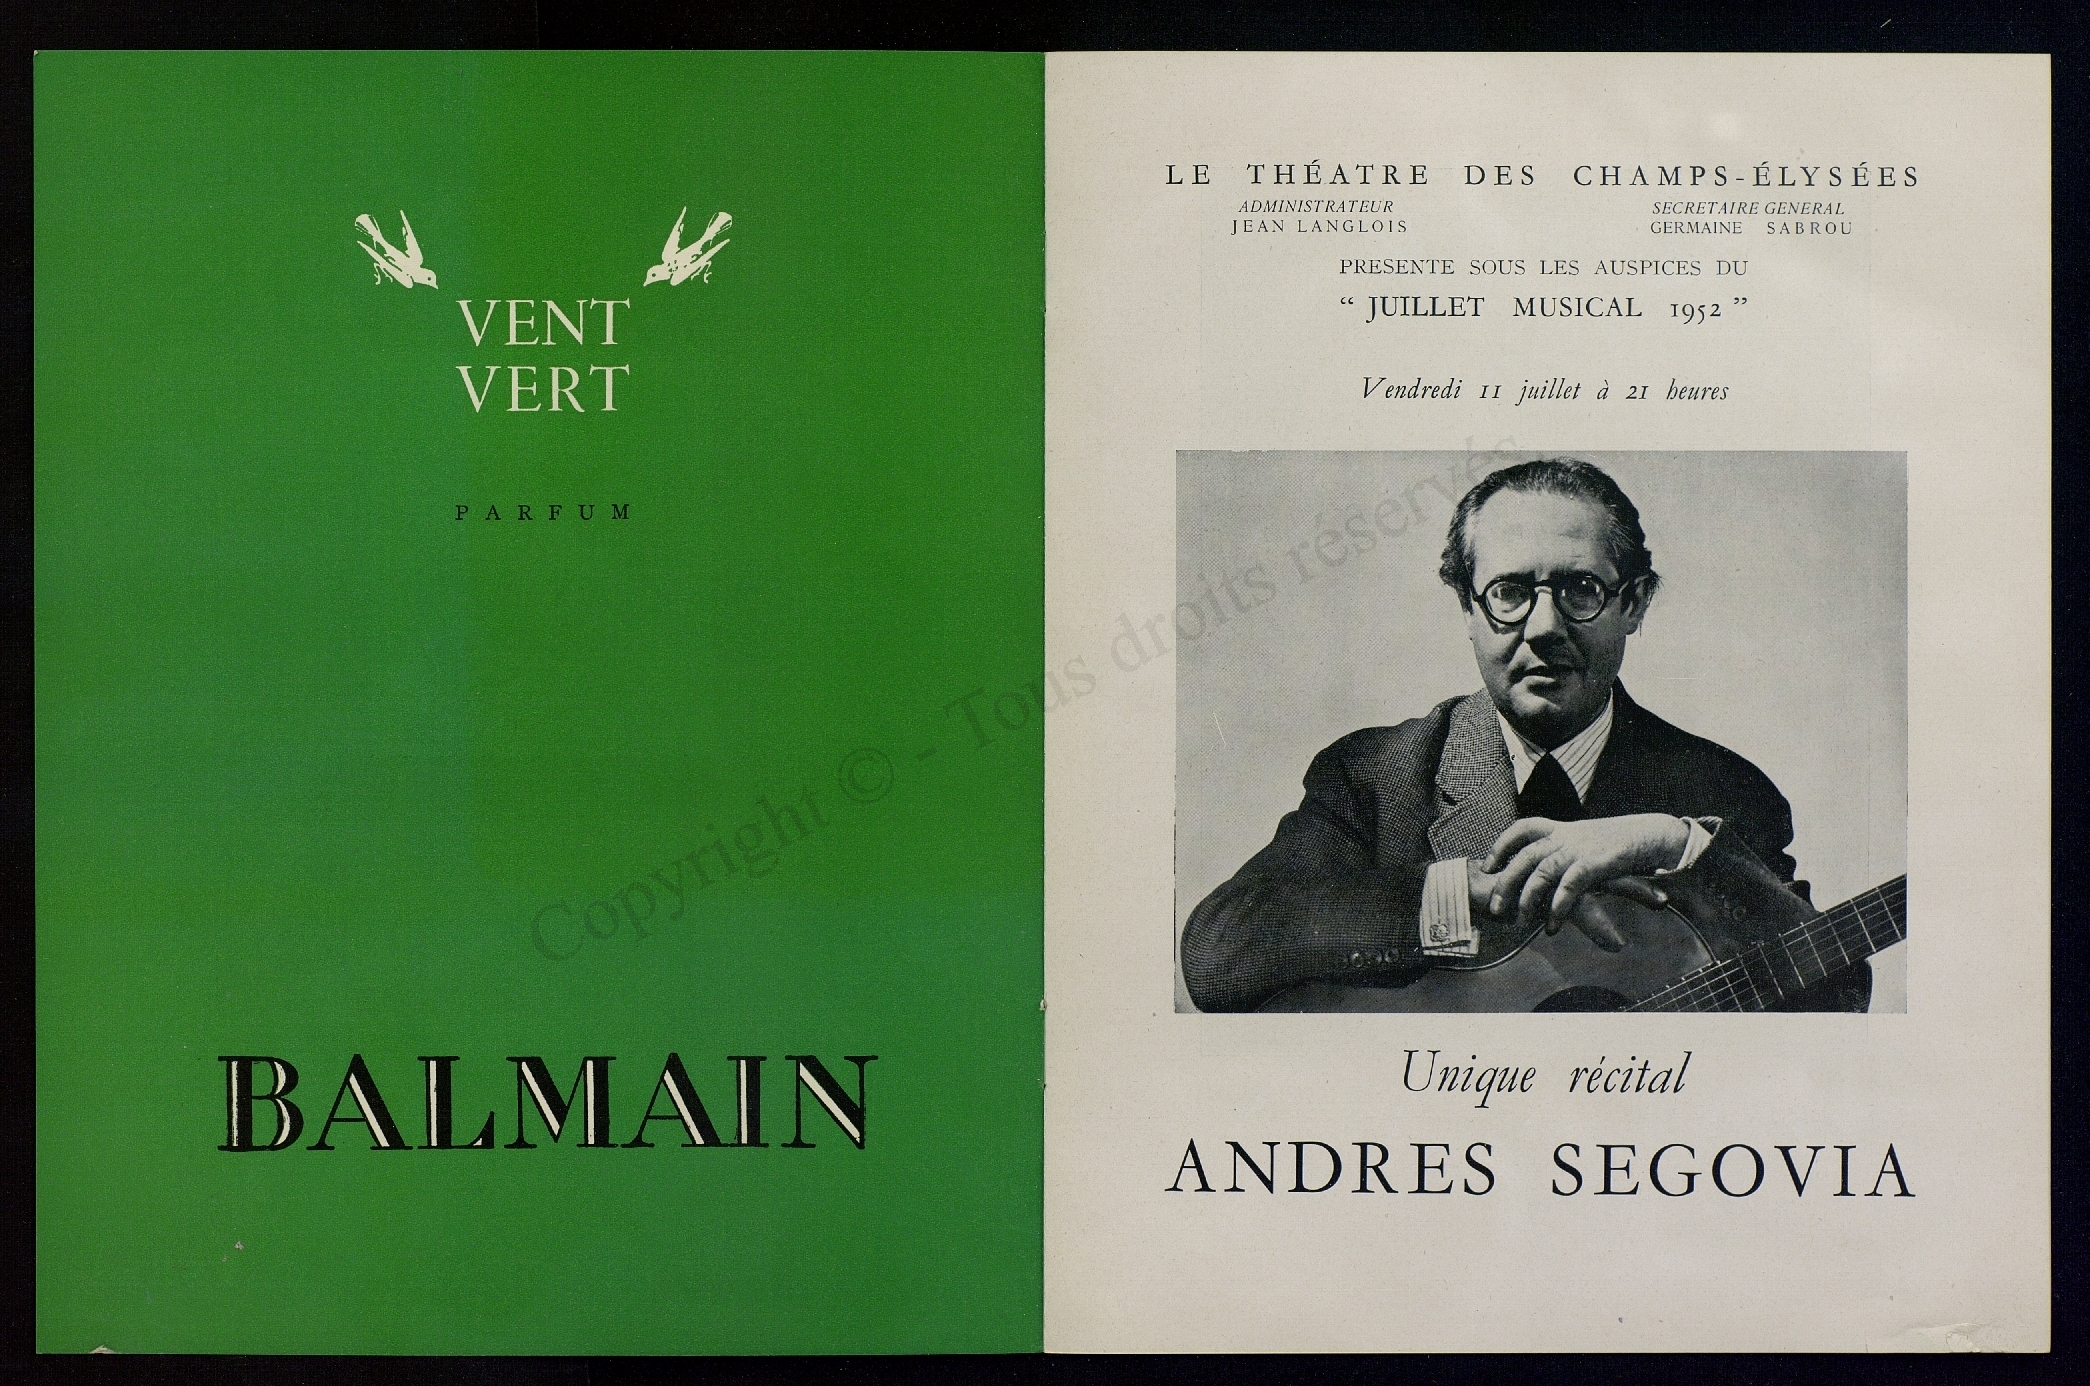 VENT
VERT
PARFUM
BALMAIN
LE THÉATRE DES CHAMPS-ÉLYSÉES
ADMINISTRATEUR
JEAN LANGLOIS
SECRETAIRE GENERAL
GERMAINE SABROU
PRESENTE SOUS LES AUSPICES DU
“ JUILLET MUSICAL 1952 ”
Vendredi 11 juillet à 21 heures
Unique récital
ANDRES SEGOVIA
Copyright © - Tous droits réservés